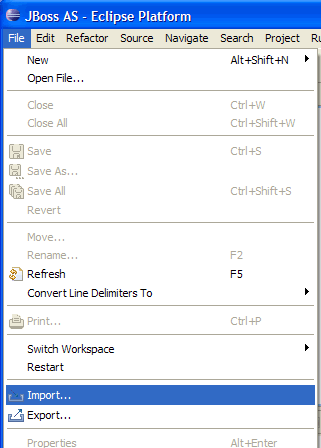 JBoss AS - Eclipse Platform
File Edit Refactor Source Navigate Search Project Ru
New Alt+Shift+N
Open File...
Close Ctrl+W
Close All Ctrl+Shift+W
Save Ctrl+S
Save As...
Save All Ctrl+Shift+S
Revert
Move...
Rename... F2
Refresh F5
Convert Line Delimiters To
Print... Ctrl+P
Switch Workspace
Restart
Import...
Export...
Properties Alt+Enter